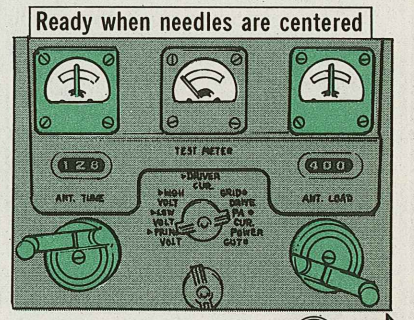 Ready when needles are centered
TEST METER
128
400
ANT. TUNE
ANT. LOAD
DRIVER
CUR.
HIGH
VOLT
LOW
VOLT
PRIM
VOLT
GRID
DRIVE
PA
CUR.
POWER
OUT